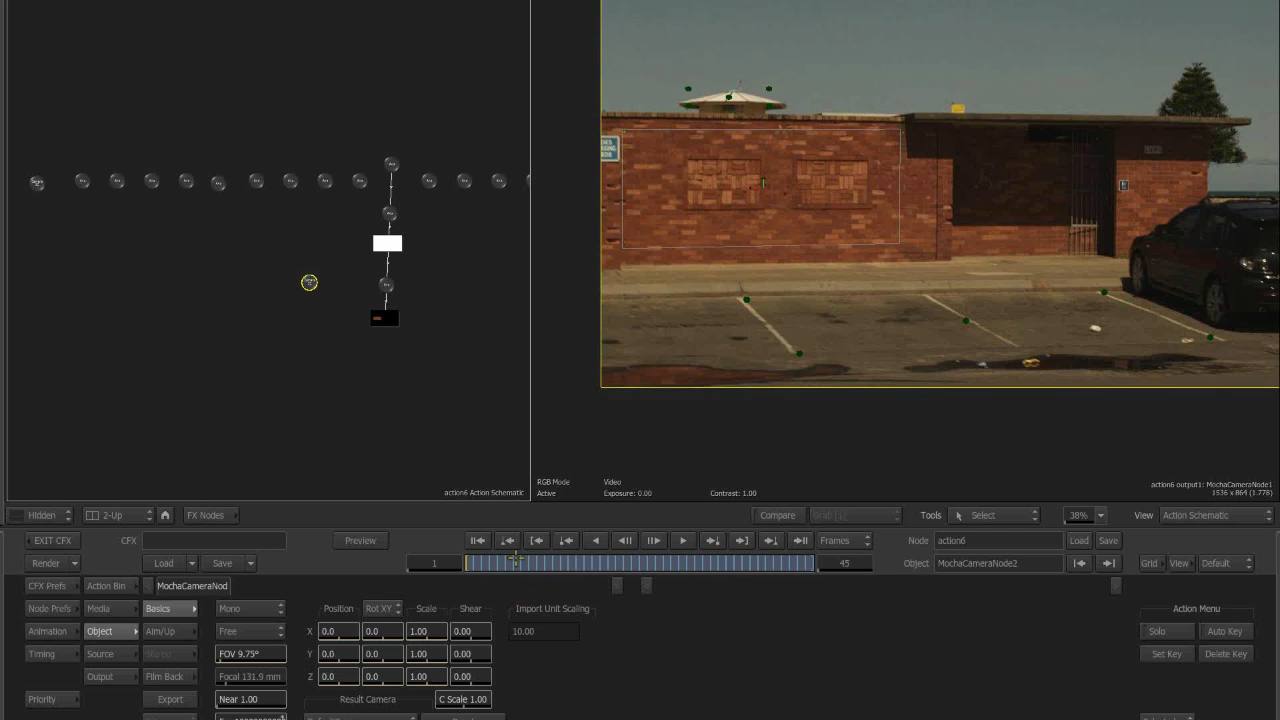 action6 Action Schematic
RGB Mode Video
Active Exposure: 0.00 Contrast: 1.00
action6 output1: MochaCameraNode1
1536 x 864 (1.778)
Hidden 2-Up FX Nodes Compare Grab [1] Tools Select 38% View Action Schematic
EXIT CFX CFX Preview Frames Node action6 Load Save
Render Load Save 1 45 Object MochaCameraNode2 Grid View Default
CFX Prefs Action Bin MochaCameraNod
Node Prefs Media Basics Mono Position Rot XY Scale Shear Import Unit Scaling Action Menu
Animation Object Aim/Up Free X 0.0 0.0 1.00 0.00 10.00 Solo Auto Key
Timing Source Stereo FOV 9.75° Y 0.0 0.0 1.00 0.00 Set Key Delete Key
Output Film Back Focal 131.9 mm Z 0.0 0.0 1.00 0.00
Priority Export Near 1.00 Result Camera C Scale 1.00